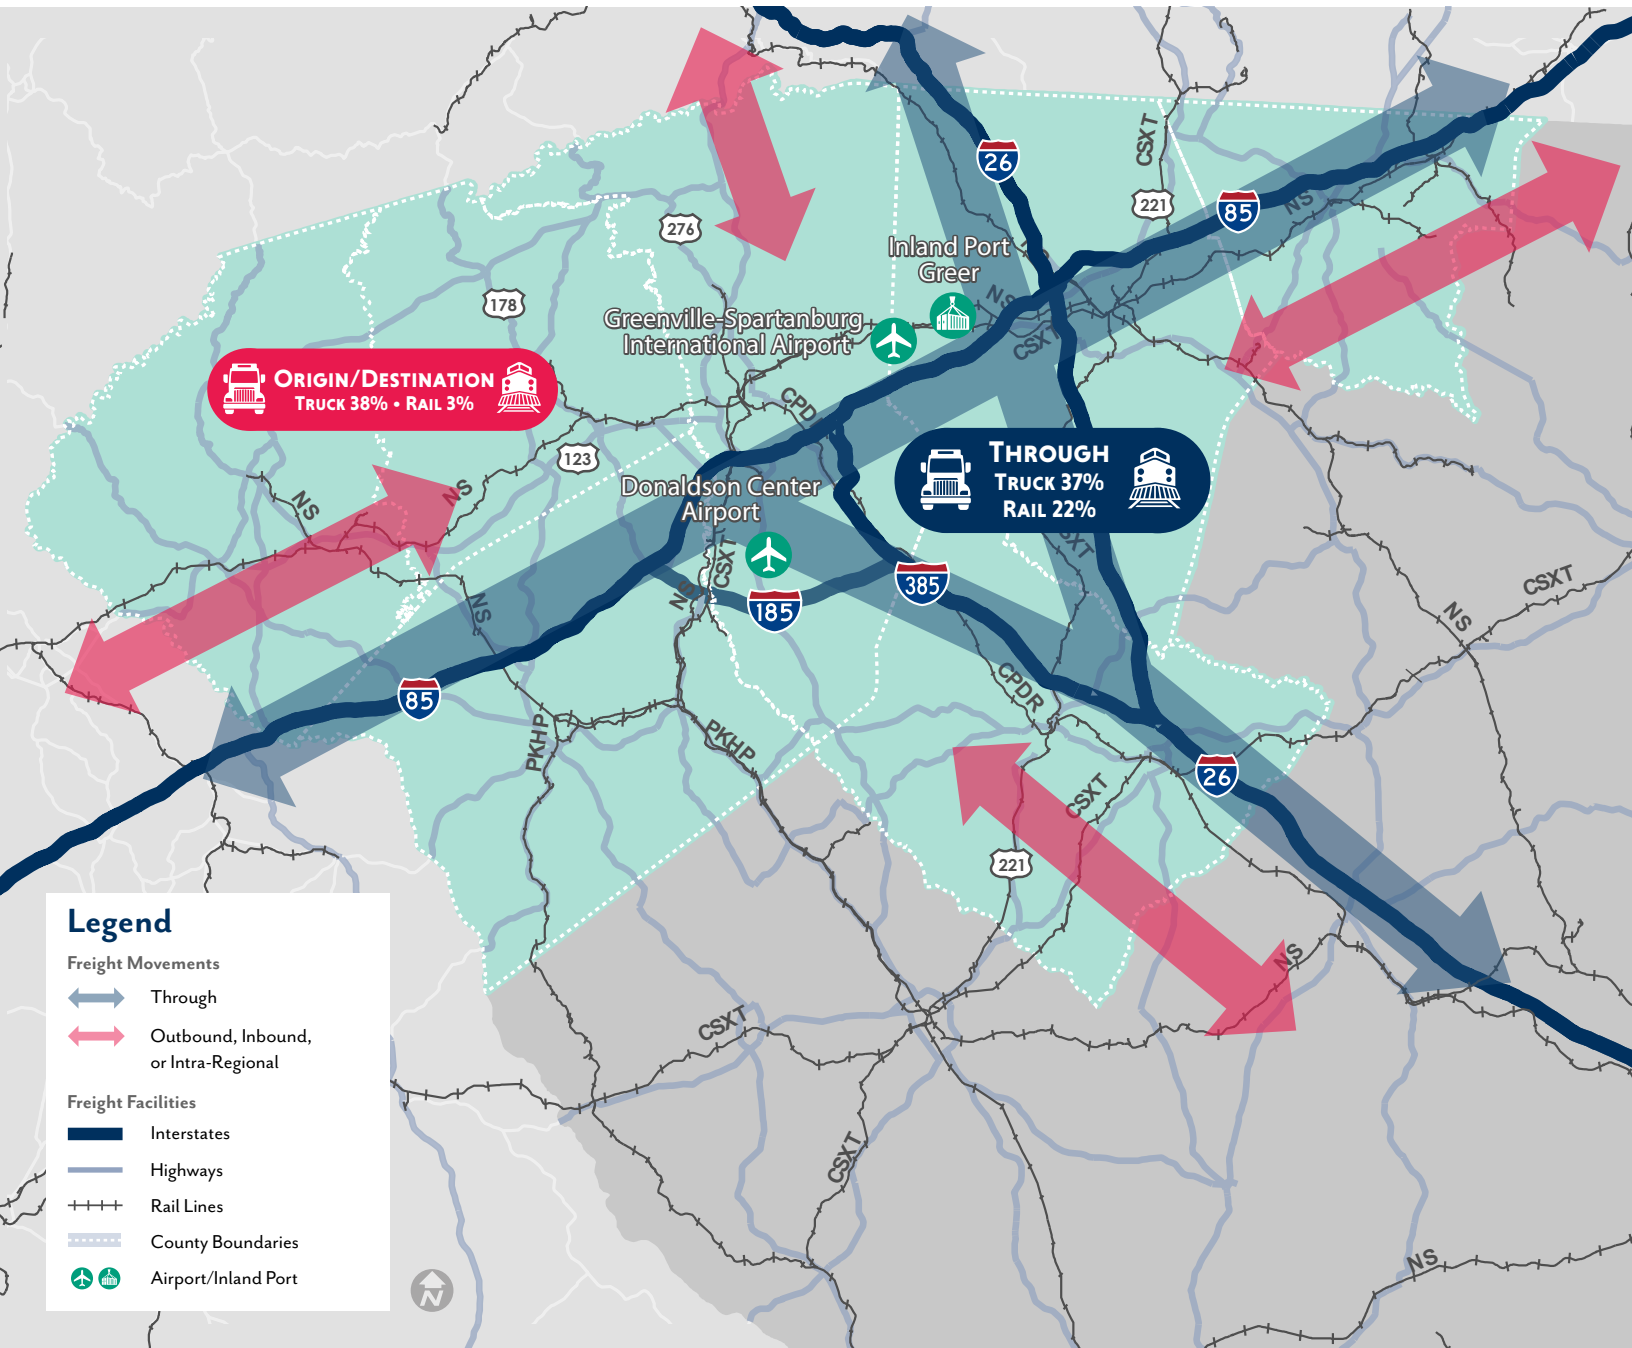 26
CSXT
221
85
NS
276
Inland Port
Greer
178
NS
Greenville-Spartanburg
International Airport
CSXT
ORIGIN/DESTINATION
TRUCK 38% • RAIL 3%
CPD
123
THROUGH
TRUCK 37%
RAIL 22%
Donaldson Center
Airport
NS
NS
CSXT
NS
185
385
CSXT
NS
NS
CPDR
85
PKHP
PKHP
26
CSXT
221
NS
CSXT
CSXT
NS
Legend
Freight Movements
Through
Outbound, Inbound,
or Intra-Regional
Freight Facilities
Interstates
Highways
Rail Lines
County Boundaries
Airport/Inland Port
N